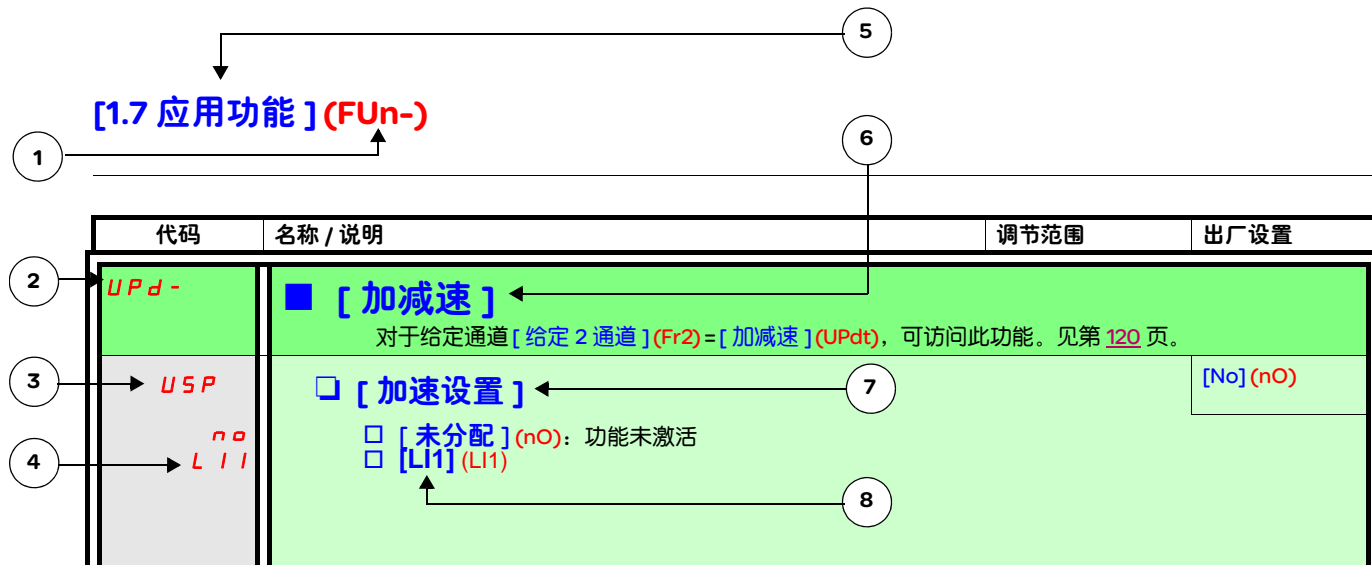 5
[1.7 应用功能 ] (FUn-)
1
6
代码 名称 / 说明 调节范围 出厂设置
2
UPd-
■ [ 加减速 ]
对于给定通道 [ 给定 2 通道 ] (Fr2) = [ 加减速 ] (UPdt)，可访问此功能。见第 120 页。
3
USP
❏ [ 加速设置 ]
7
[No] (nO)
no
□ [ 未分配 ] (nO)：功能未激活
4
LI1
□ [LI1] (LI1)
8